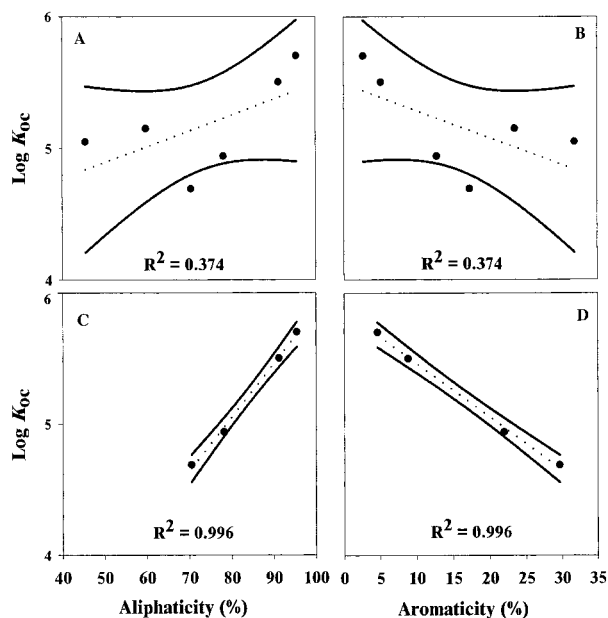 6
A
B
Log Koc
5
R² = 0.374
R² = 0.374
4
6
C
D
Log Koc
5
R² = 0.996
R² = 0.996
4
40 50 60 70 80 90 100 0 5 10 15 20 25 30 35
Aliphaticity (%)
Aromaticity (%)